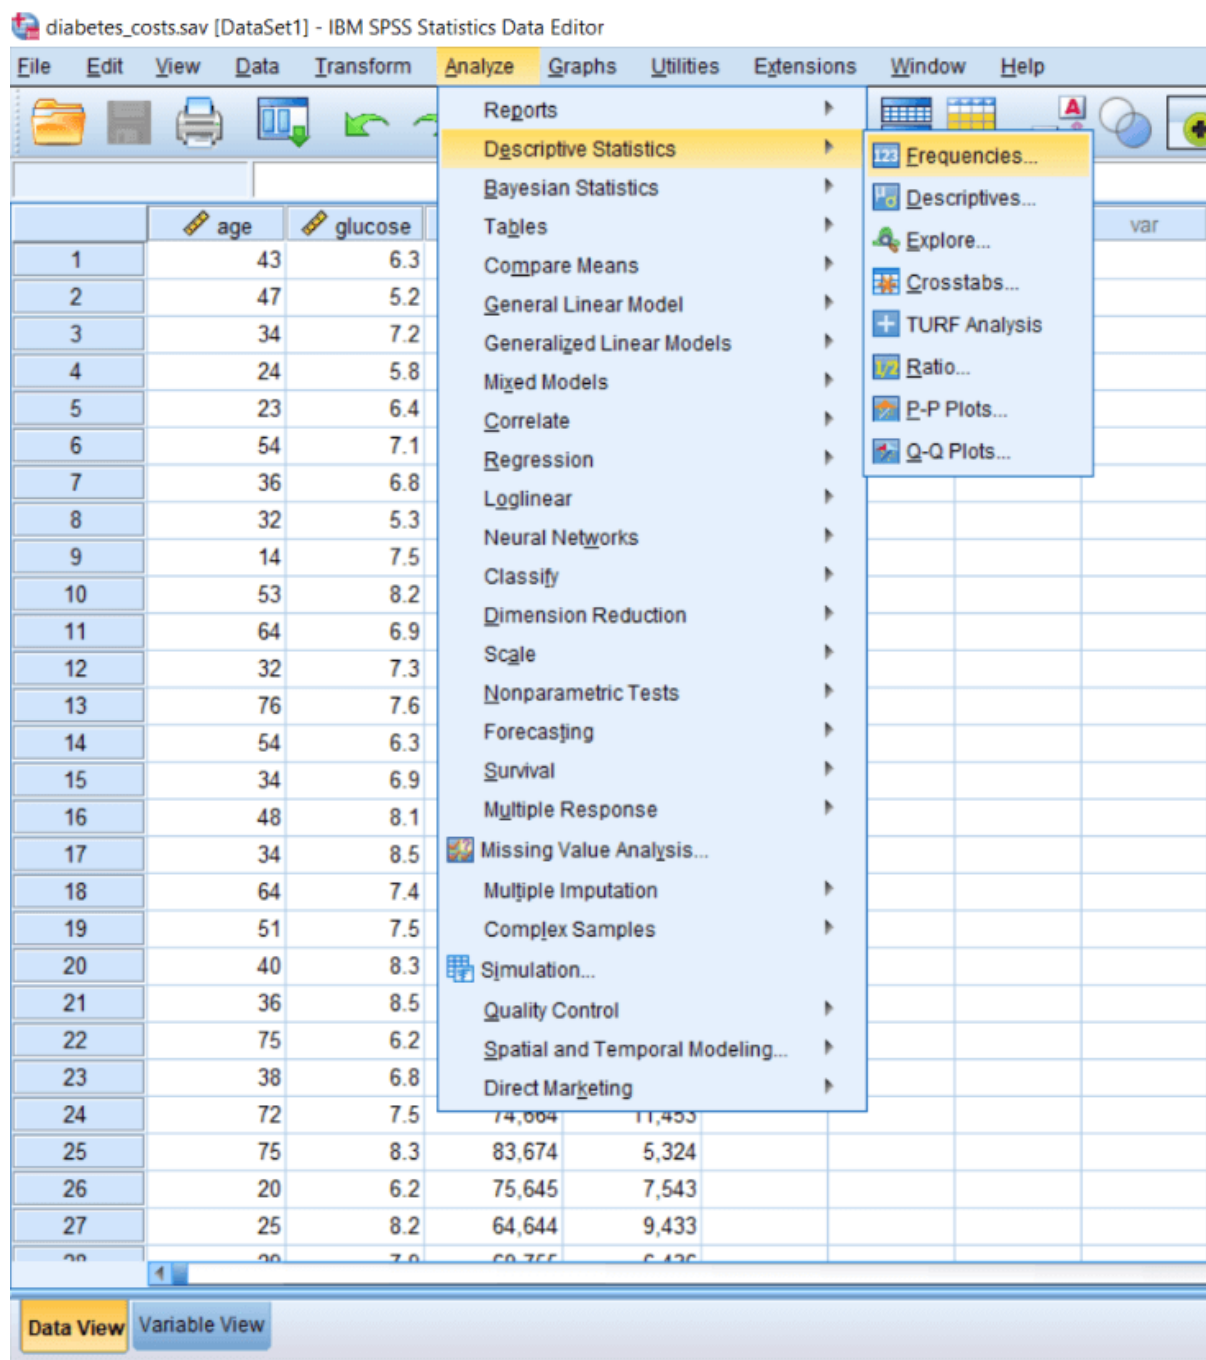 diabetes_costs.sav [DataSet1] - IBM SPSS Statistics Data Editor
File Edit View Data Transform Analyze Graphs Utilities Extensions Window Help
Reports
Descriptive Statistics
Bayesian Statistics
Tables
Compare Means
General Linear Model
Generalized Linear Models
Mixed Models
Correlate
Regression
Loglinear
Neural Networks
Classify
Dimension Reduction
Scale
Nonparametric Tests
Forecasting
Survival
Multiple Response
Missing Value Analysis...
Multiple Imputation
Complex Samples
Simulation...
Quality Control
Spatial and Temporal Modeling...
Direct Marketing
A
123 Frequencies...
Descriptives...
Explore...
Crosstabs...
TURF Analysis
1/2 Ratio...
P-P Plots...
Q-Q Plots...
age glucose var
1 43 6.3
2 47 5.2
3 34 7.2
4 24 5.8
5 23 6.4
6 54 7.1
7 36 6.8
8 32 5.3
9 14 7.5
10 53 8.2
11 64 6.9
12 32 7.3
13 76 7.6
14 54 6.3
15 34 6.9
16 48 8.1
17 34 8.5
18 64 7.4
19 51 7.5
20 40 8.3
21 36 8.5
22 75 6.2
23 38 6.8
24 72 7.5 74,664 11,453
25 75 8.3 83,674 5,324
26 20 6.2 75,645 7,543
27 25 8.2 64,644 9,433
Data View Variable View